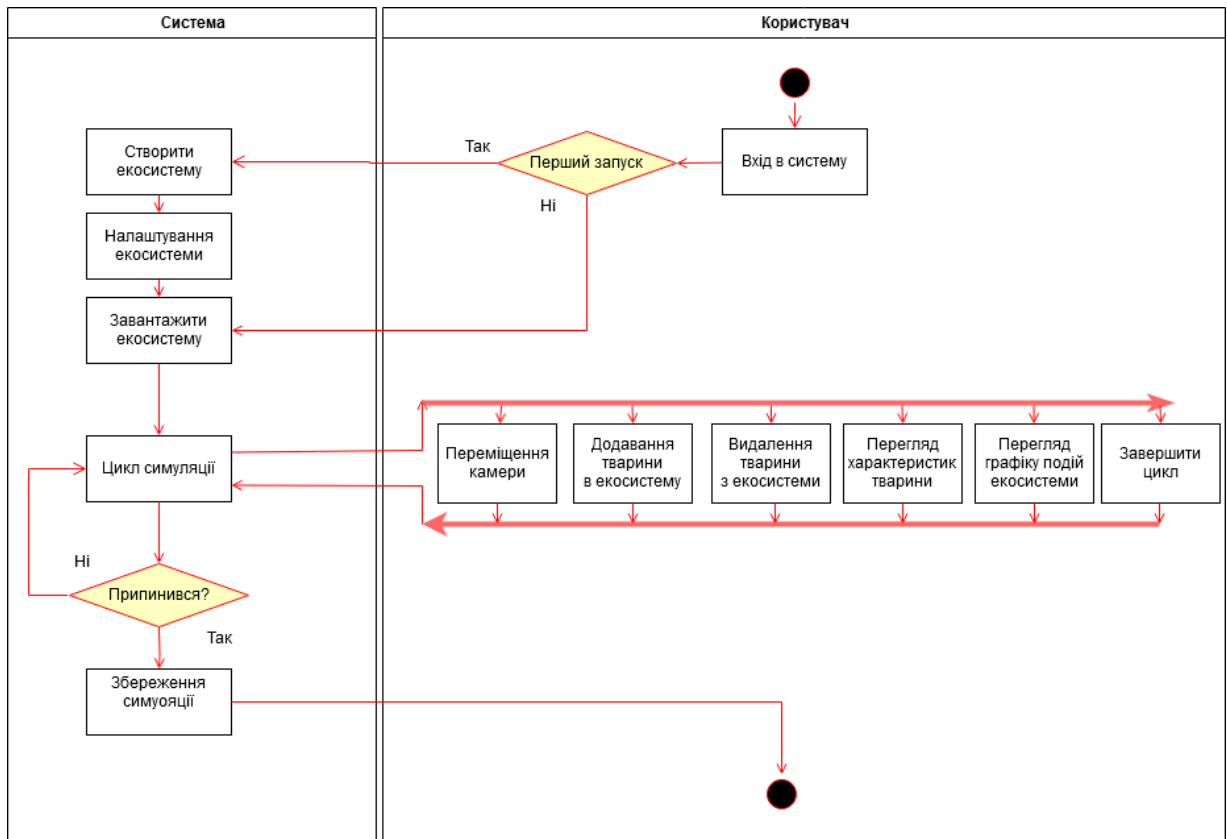 Система
Користувач
Створити
екосистему
Так
Перший запуск
Вхід в систему
Ні
Налаштування
екосистеми
Завантажити
екосистему
Цикл симуляції
Переміщення
камери
Додавання
тварини
в екосистему
Видалення
тварини
з екосистеми
Перегляд
характеристик
тварини
Перегляд
графіку подій
екосистеми
Завершити
цикл
Ні
Припинився?
Так
Збереження
симуояції